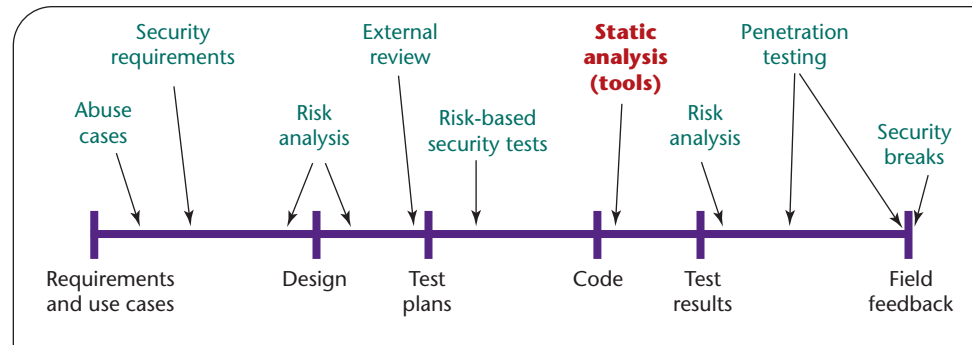 Security
requirements
External
review
Static
analysis
(tools)
Penetration
testing
Abuse
cases
Risk
analysis
Risk-based
security tests
Risk
analysis
Security
breaks
Requirements
and use cases
Design
Test
plans
Code
Test
results
Field
feedback